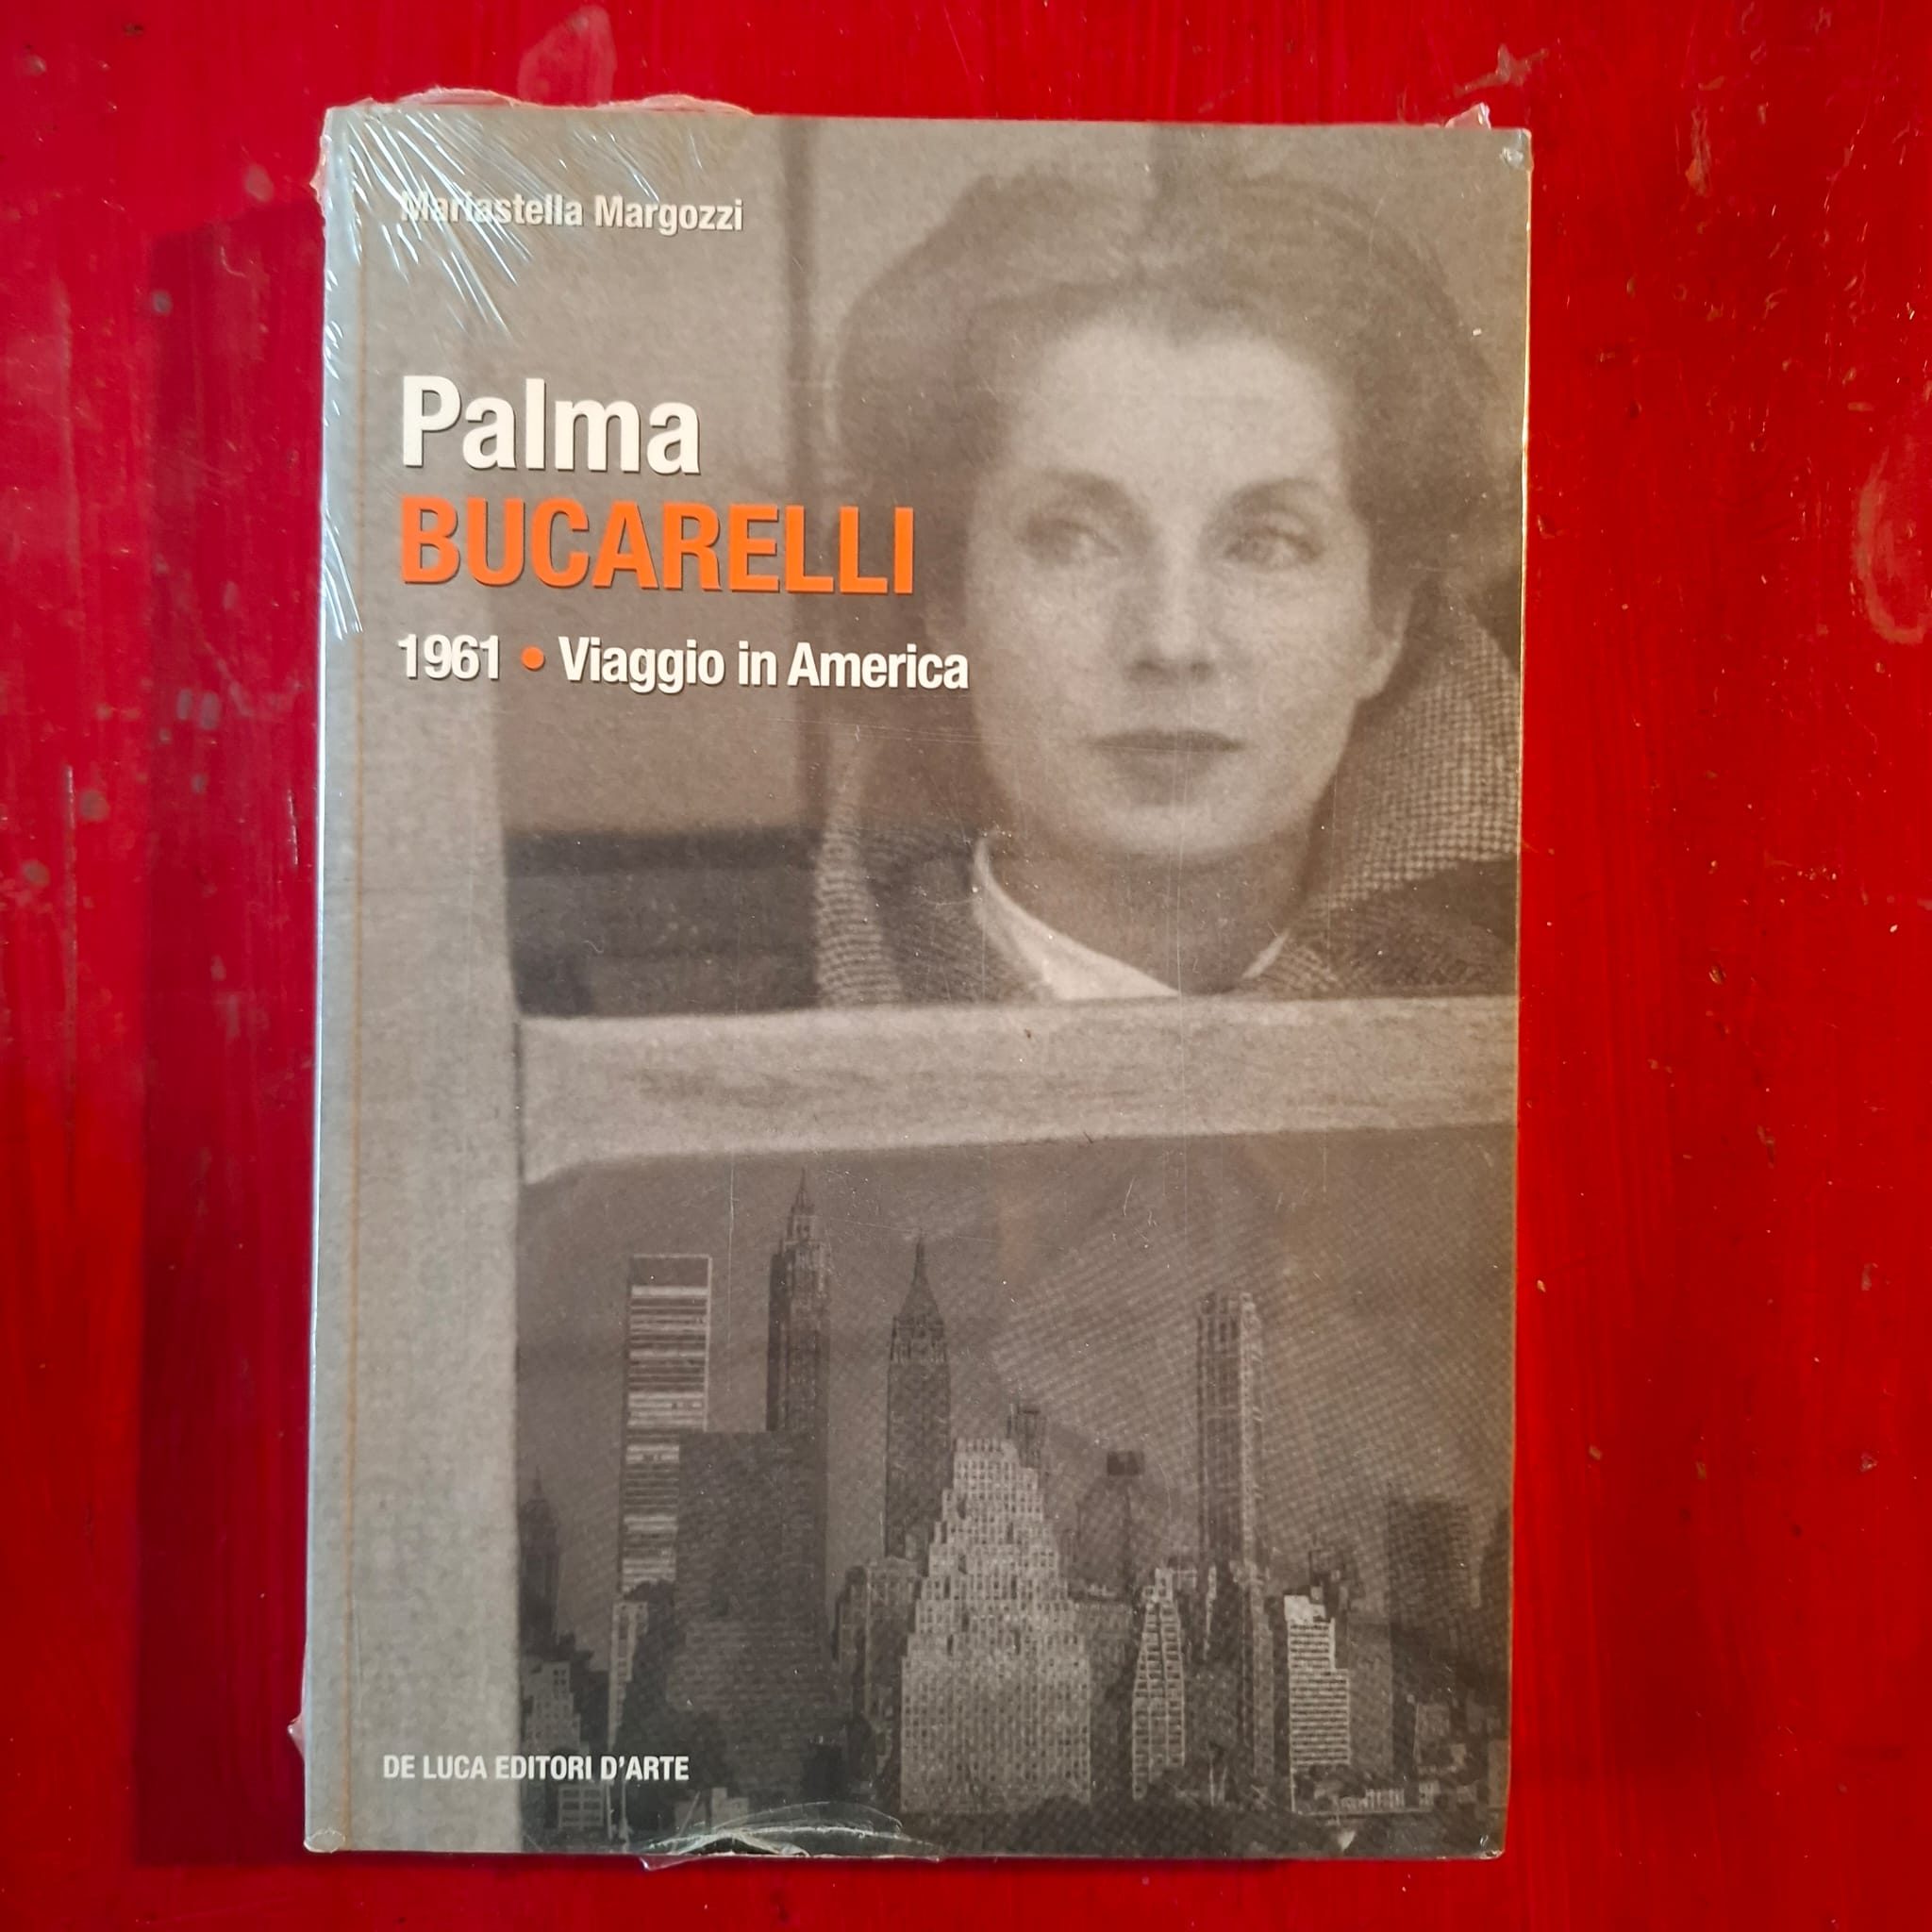 Mariastella Margozzi
Palma
BUCARELLI
1961 • Viaggio in America
DE LUCA EDITORI D'ARTE